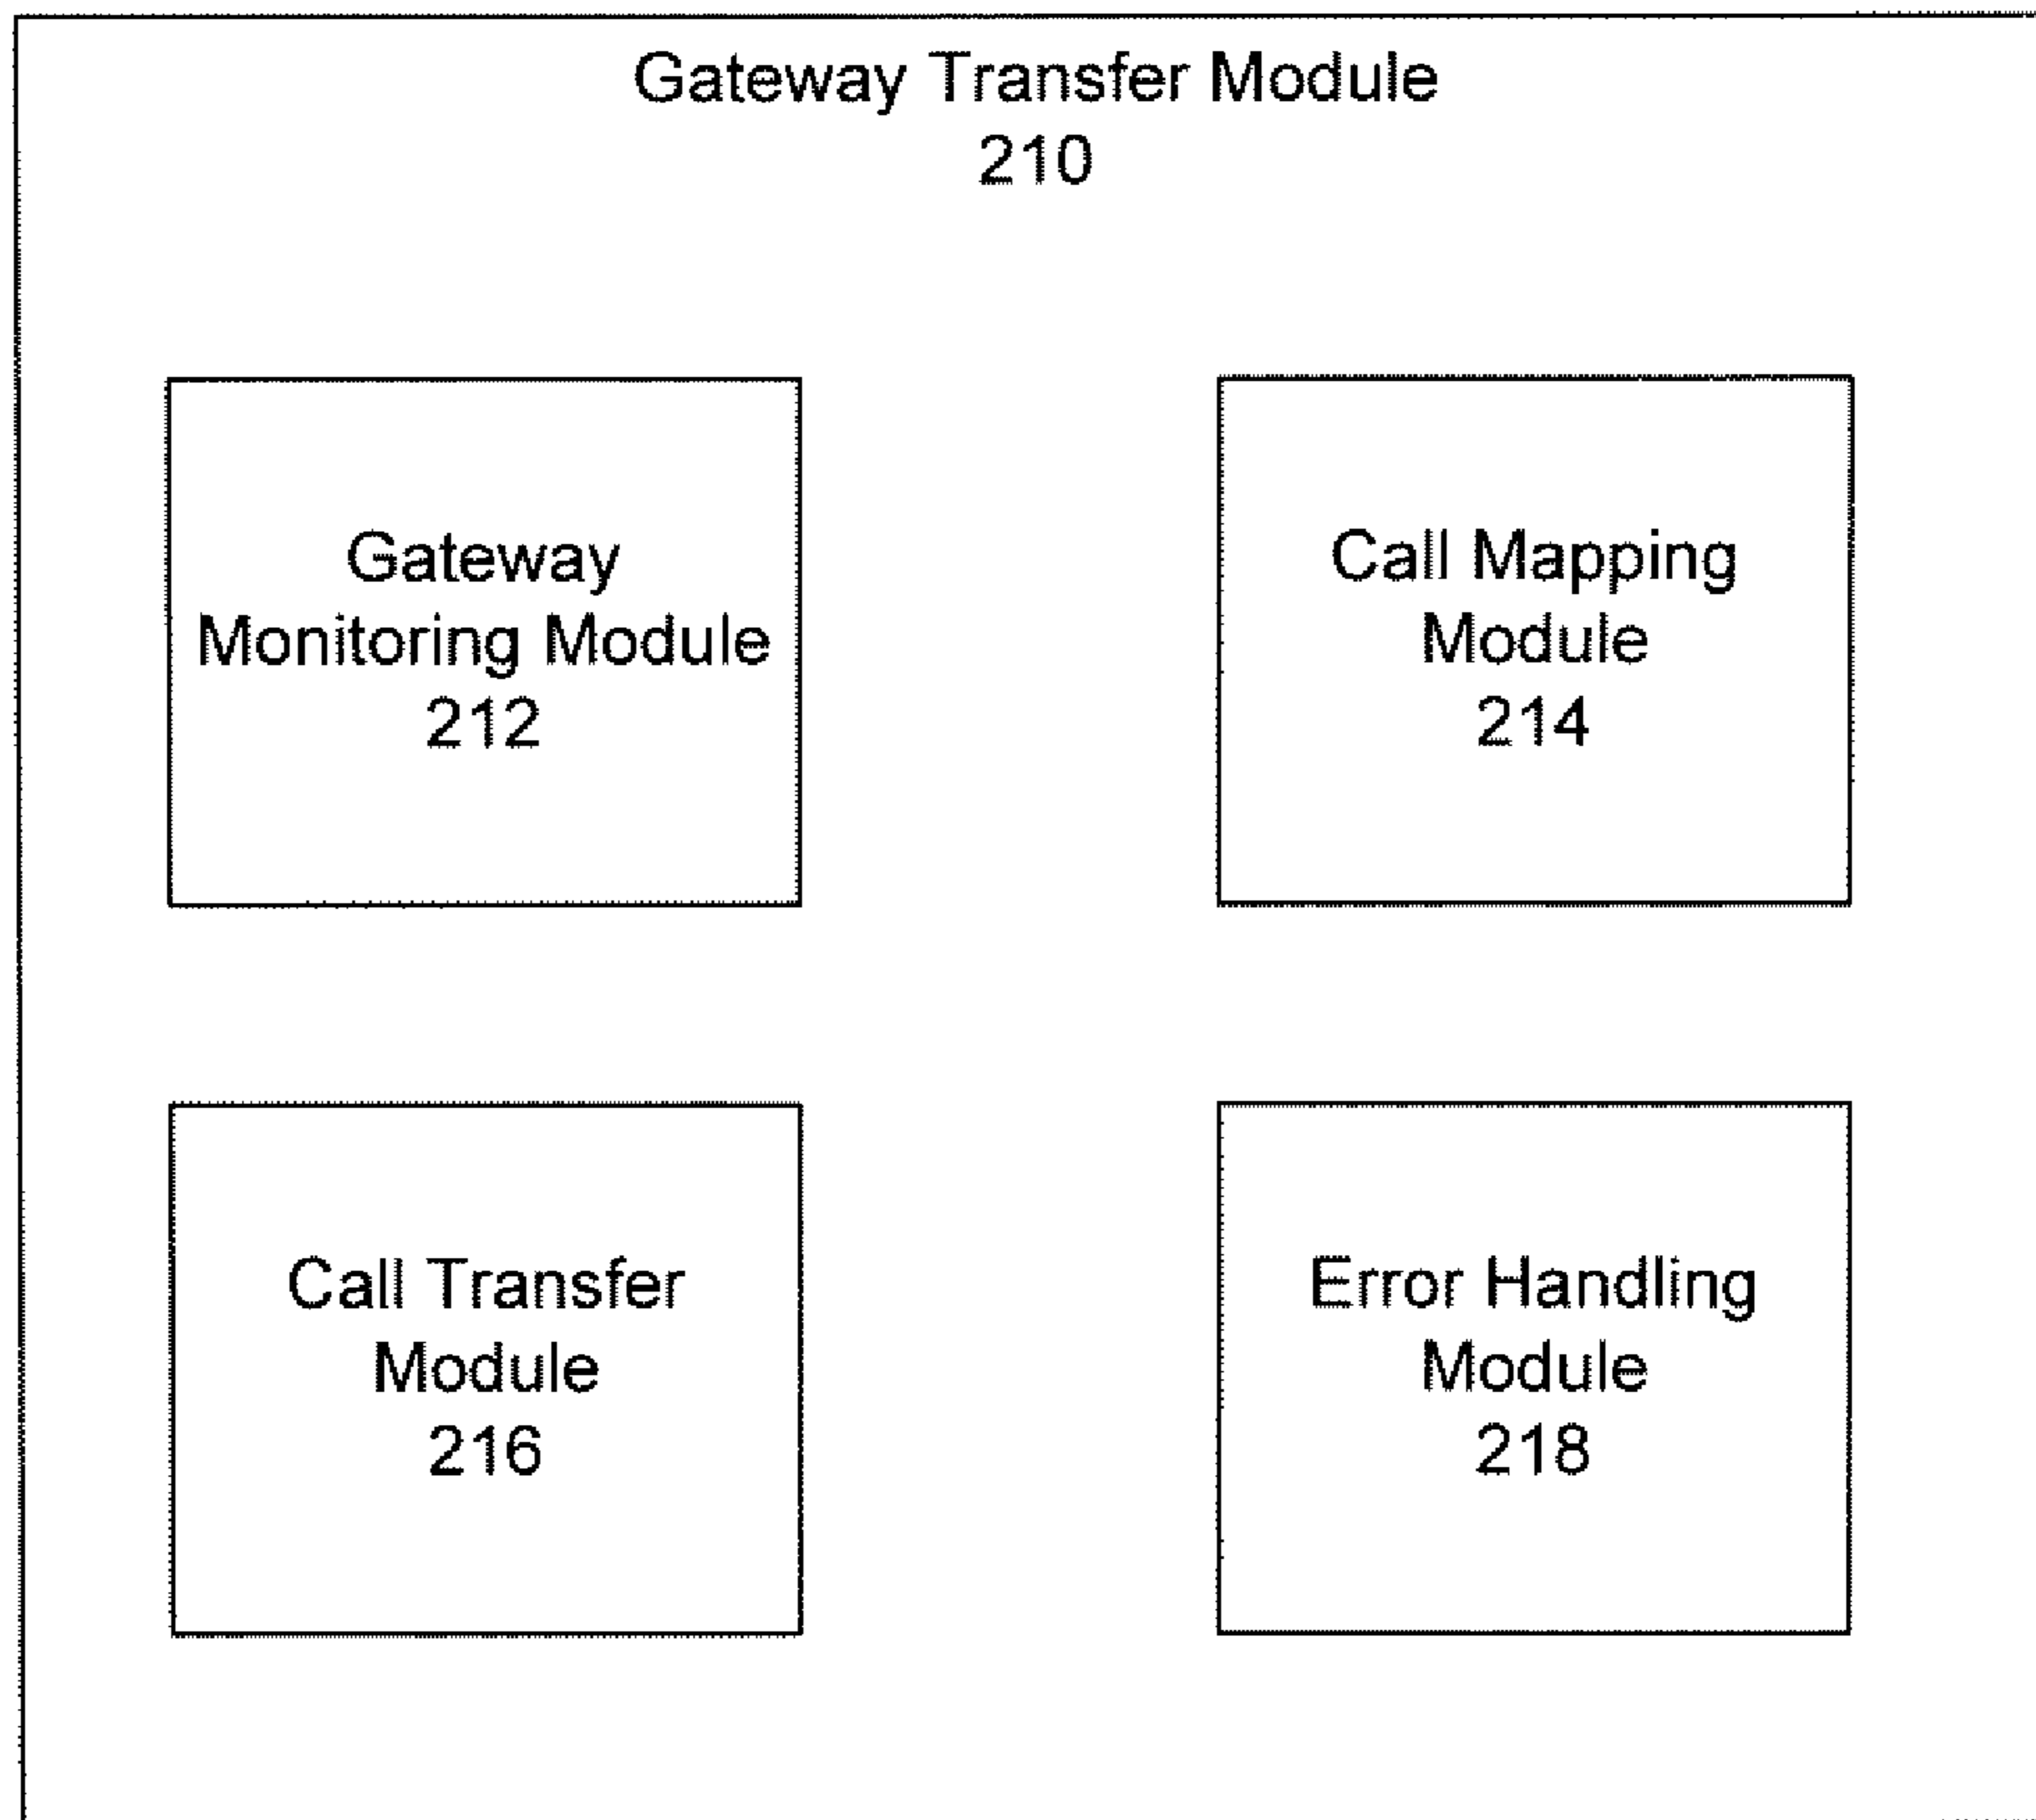 Gateway Transfer Module
210
Gateway
Monitoring Module
212
Call Mapping
Module
214
Call Transfer
Module
216
Error Handling
Module
218